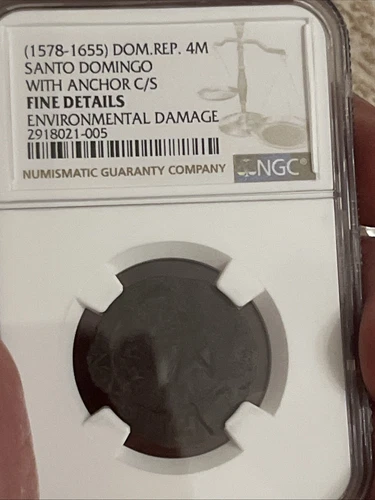 (1578-1655) DOM.REP. 4M
SANTO DOMINGO
WITH ANCHOR C/S
FINE DETAILS
ENVIRONMENTAL DAMAGE
2918021-005
NUMISMATIC GUARANTY COMPANY
NGC®